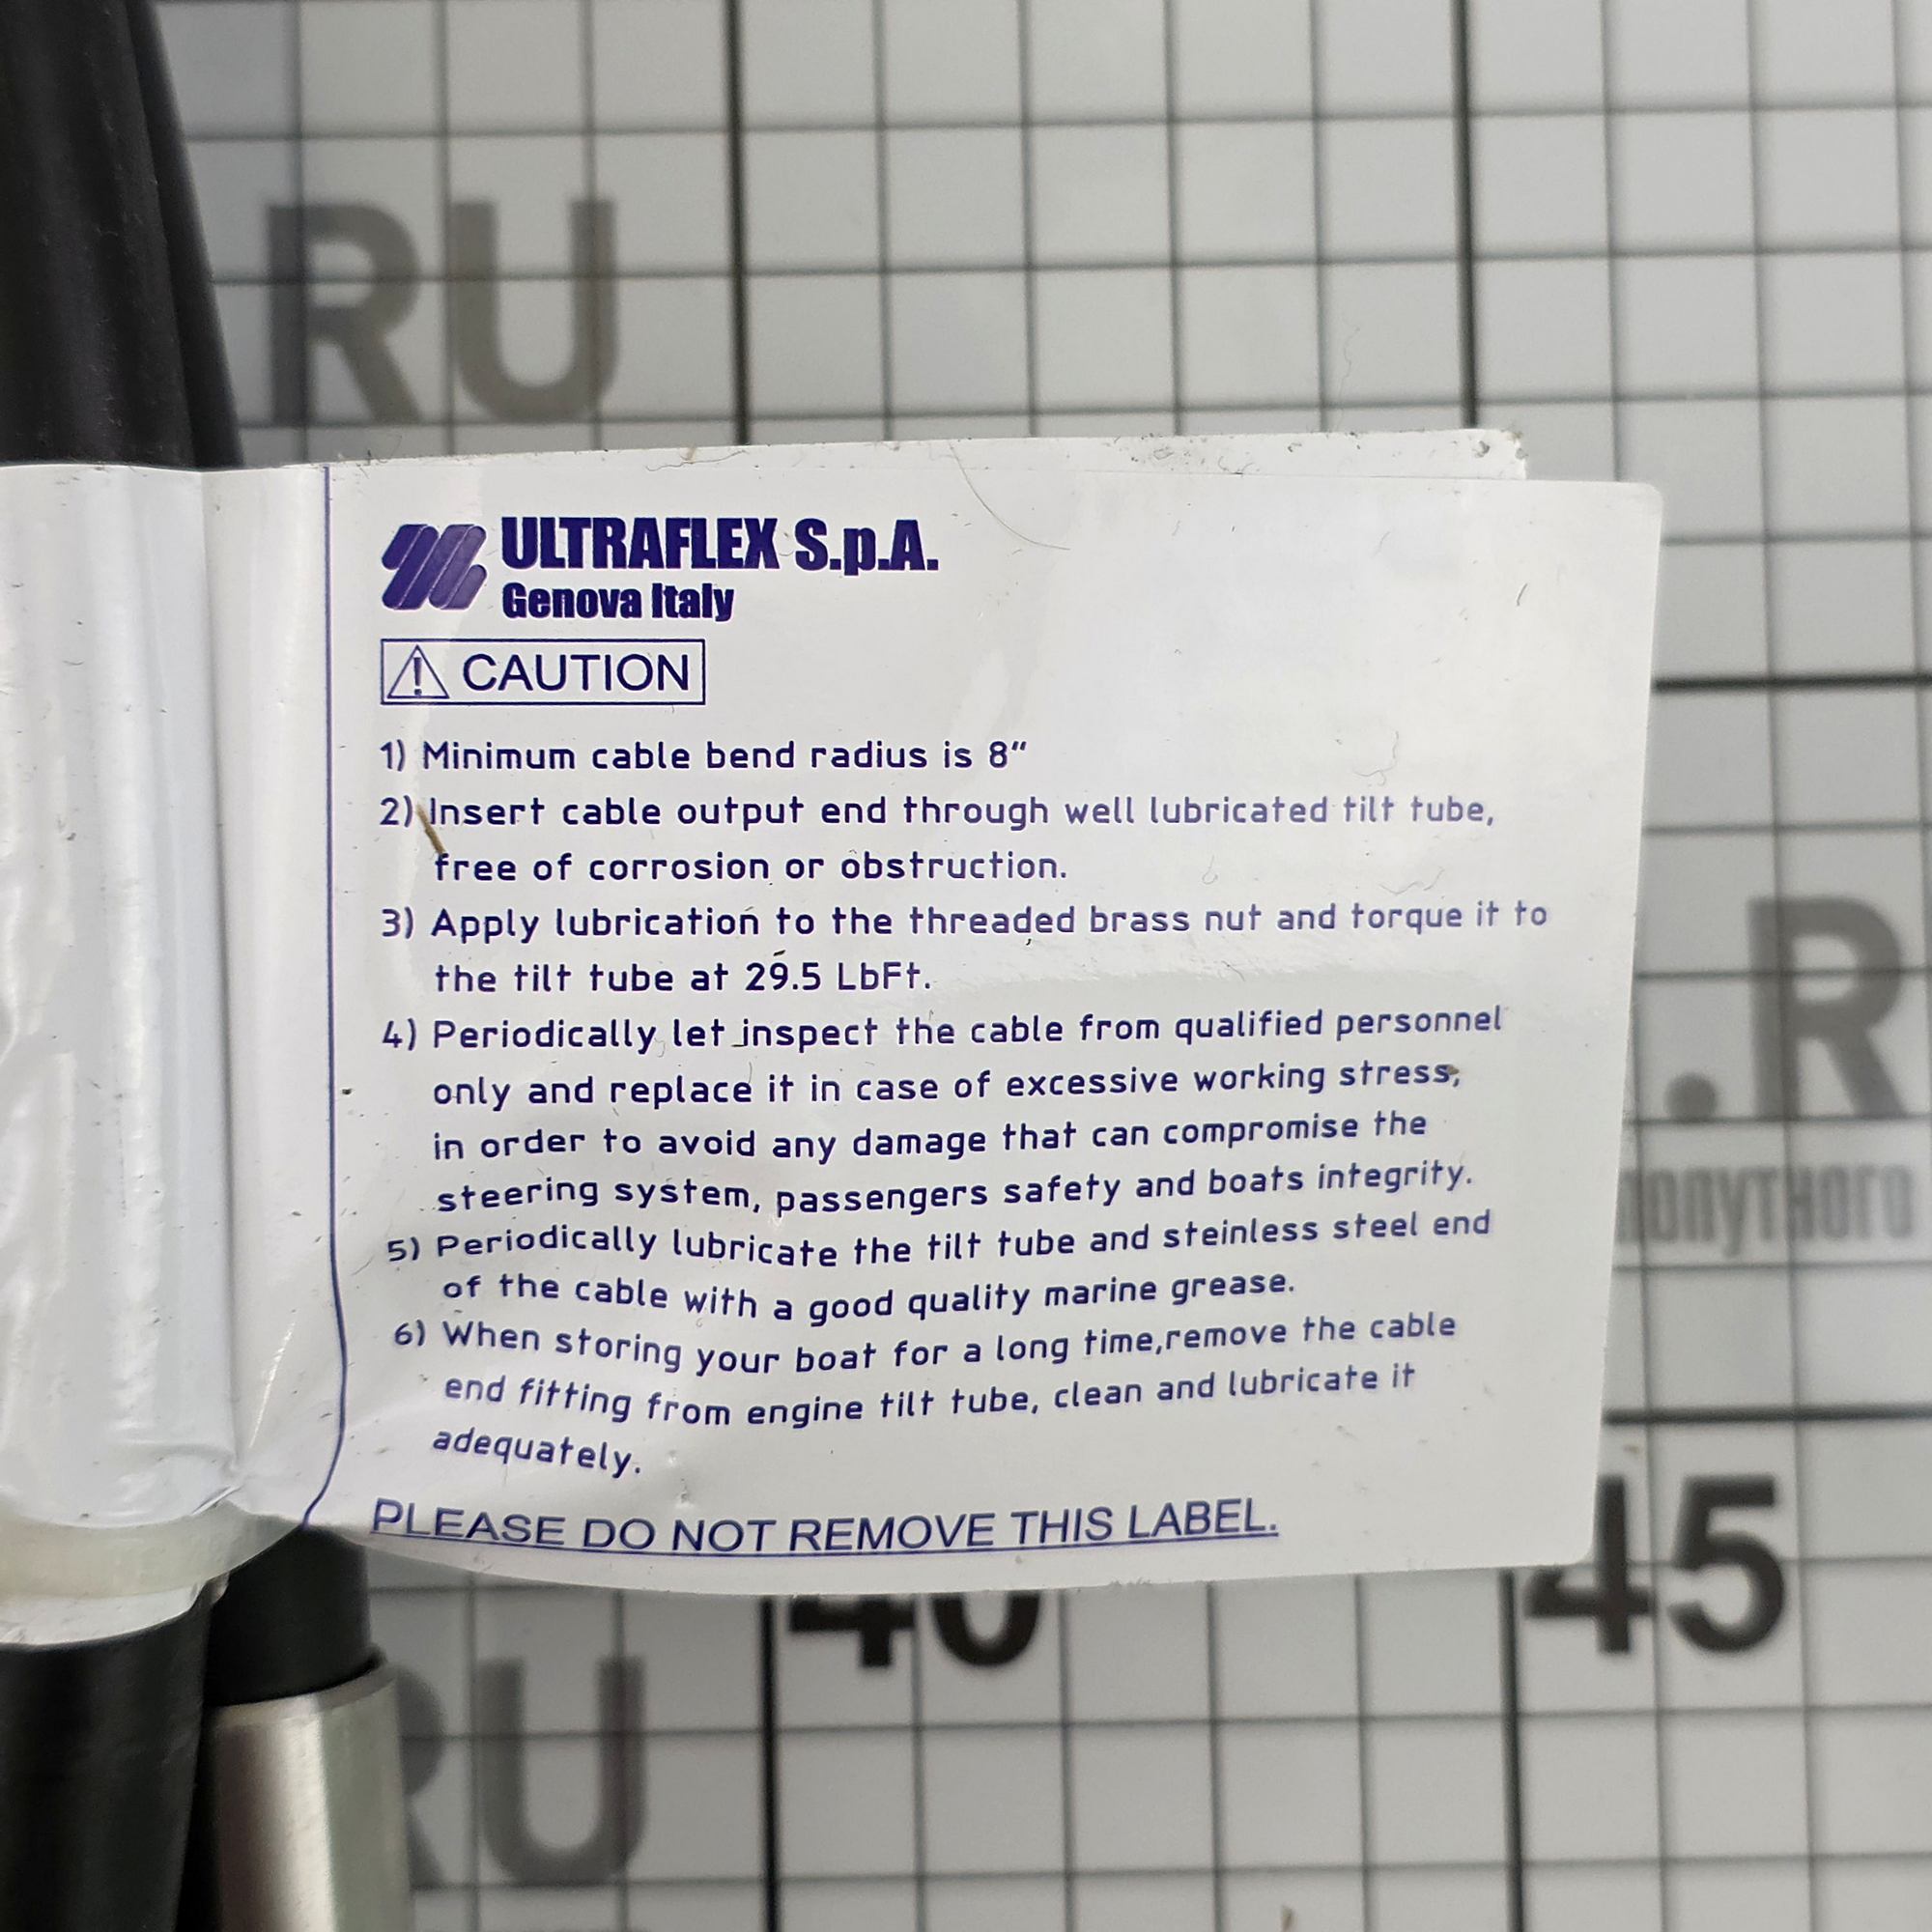 RU
ULTRAFLEX S.p.A.
Genova Italy
CAUTION
1) Minimum cable bend radius is 8"
2) Insert cable output end through well lubricated tilt tube,
free of corrosion or obstruction.
3) Apply lubrication to the threaded brass nut and torque it to
the tilt tube at 29.5 LbFt.
4) Periodically let inspect the cable from qualified personnel
only and replace it in case of excessive working stress,
in order to avoid any damage that can compromise the
steering system, passengers safety and boats integrity.
5) Periodically lubricate the tilt tube and steinless steel end
of the cable with a good quality marine grease.
6) When storing your boat for a long time,remove the cable
end fitting from engine tilt tube, clean and lubricate it
adequately.
PLEASE DO NOT REMOVE THIS LABEL.
.R
40
45
RU